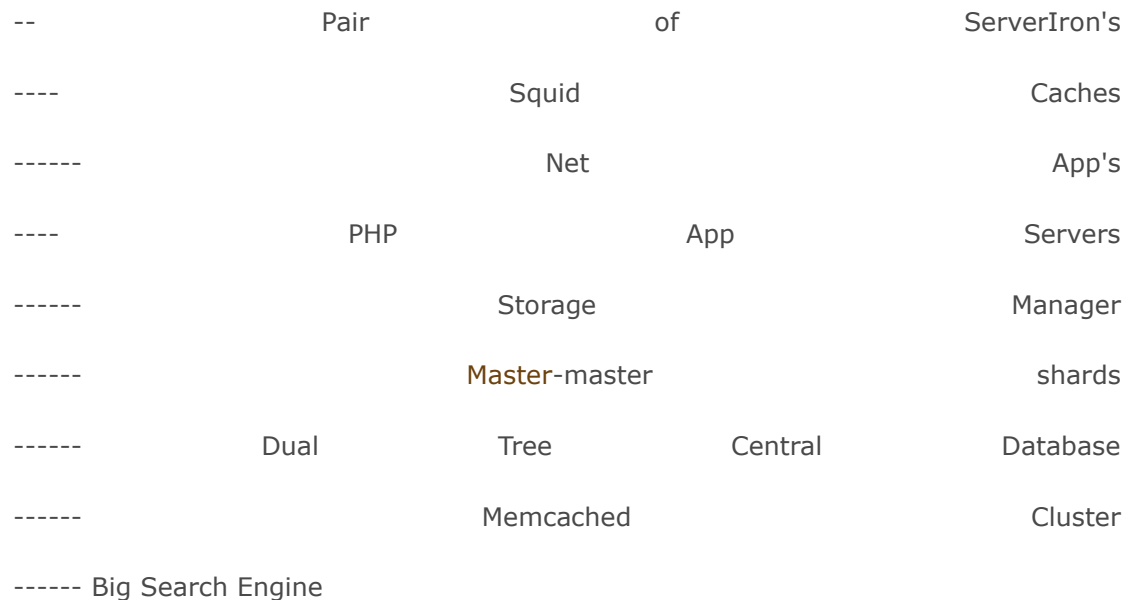 -- Pair of ServerIron's
---- Squid Caches
------ Net App's
---- PHP App Servers
------ Storage Manager
------ Master-master shards
------ Dual Tree Central Database
------ Memcached Cluster
------ Big Search Engine